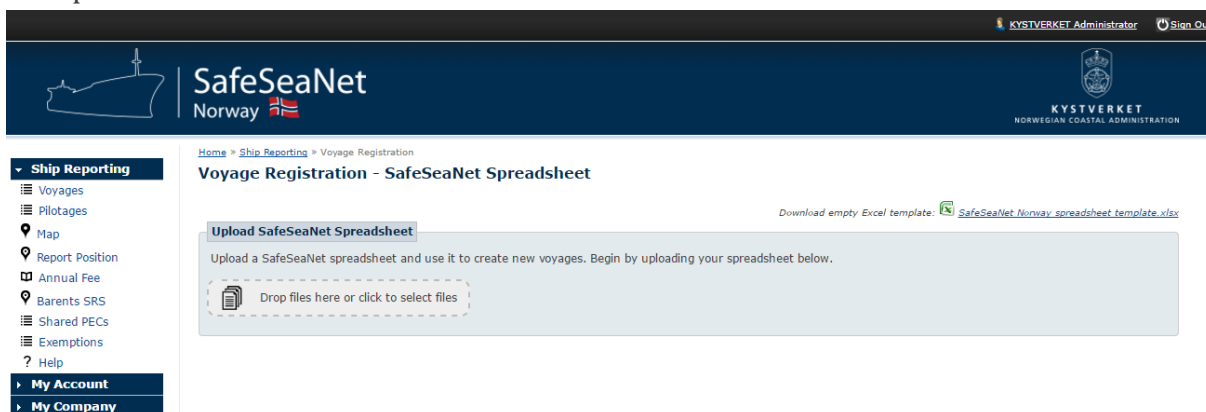 KYSTVERKET Administrator
SafeSeaNet
Norway
KYSTVERKET
NORWEGIAN COASTAL ADMINISTRATION
Home » Ship Reporting » Voyage Registration
Voyage Registration - SafeSeaNet Spreadsheet
Download empty Excel template: SafeSeaNet Norway spreadsheet template.xlsx
Upload SafeSeaNet Spreadsheet
Upload a SafeSeaNet spreadsheet and use it to create new voyages. Begin by uploading your spreadsheet below.
Drop files here or click to select files
Ship Reporting
Voyages
Pilotages
Map
Report Position
Annual Fee
Barents SRS
Shared PECs
Exemptions
? Help
My Account
My Company